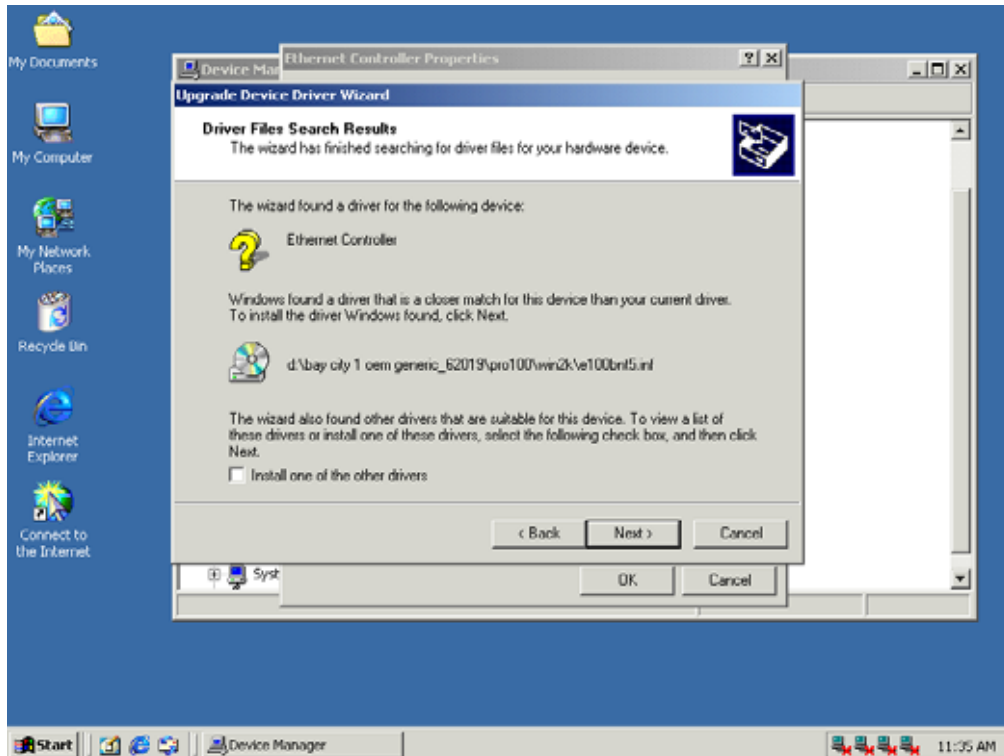 My Documents
My Computer
My Network
Places
Recycle Bin
Internet
Explorer
Connect to
the Internet
Device Man
Ethernet Controller Properties
Upgrade Device Driver Wizard
Driver Files Search Results
The wizard has finished searching for driver files for your hardware device.
The wizard found a driver for the following device:
Ethernet Controller
Windows found a driver that is a closer match for this device than your current driver.
To install the driver Windows found, click Next.
d:\bay city 1 oem generic_62019\pro100\win2k\e100bnt5.inf
The wizard also found other drivers that are suitable for this device. To view a list of
these drivers or install one of these drivers, select the following check box, and then click
Next.
Install one of the other drivers
< Back
Next >
Cancel
Syst
OK
Cancel
Start
Device Manager
11:35 AM